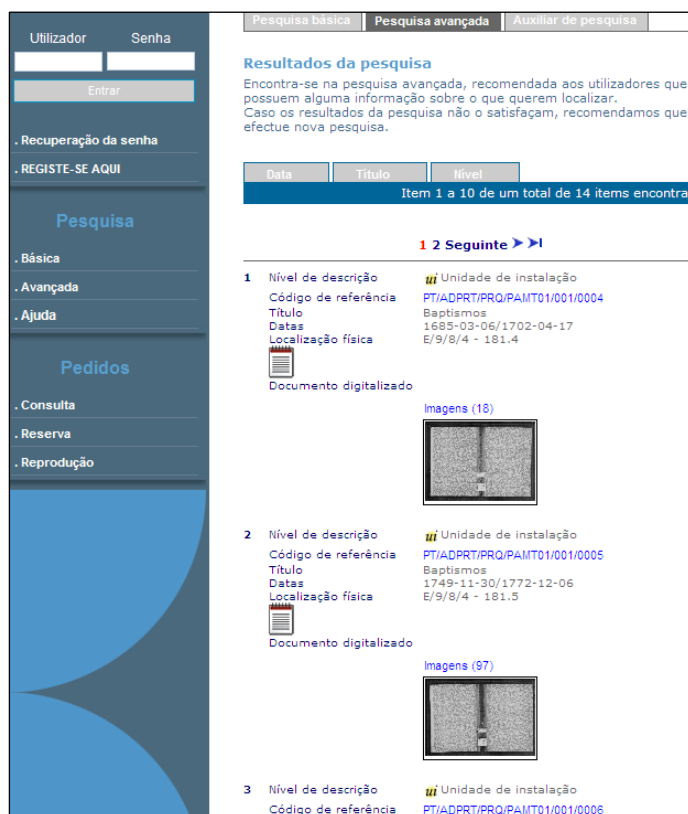 Utilizador Senha
Entrar
. Recuperação da senha
. REGISTE-SE AQUI
Pesquisa
. Básica
. Avançada
. Ajuda
Pedidos
. Consulta
. Reserva
. Reprodução
Pesquisa básica Pesquisa avançada Auxiliar de pesquisa
Resultados da pesquisa
Encontra-se na pesquisa avançada, recomendada aos utilizadores que
possuem alguma informação sobre o que querem localizar.
Caso os resultados da pesquisa não o satisfaçam, recomendamos que
efectue nova pesquisa.
Data Título Nível
Item 1 a 10 de um total de 14 items encontra
1 2 Seguinte
1 Nível de descrição ui Unidade de instalação
Código de referência PT/ADPRT/PRQ/PAMT01/001/0004
Título Baptismos
Datas 1685-03-06/1702-04-17
Localização física E/9/8/4 - 181.4
Documento digitalizado
Imagens (18)
2 Nível de descrição ui Unidade de instalação
Código de referência PT/ADPRT/PRQ/PAMT01/001/0005
Título Baptismos
Datas 1749-11-30/1772-12-06
Localização física E/9/8/4 - 181.5
Documento digitalizado
Imagens (97)
3 Nível de descrição ui Unidade de instalação
Código de referência PT/ADPRT/PRQ/PAMT01/001/0006